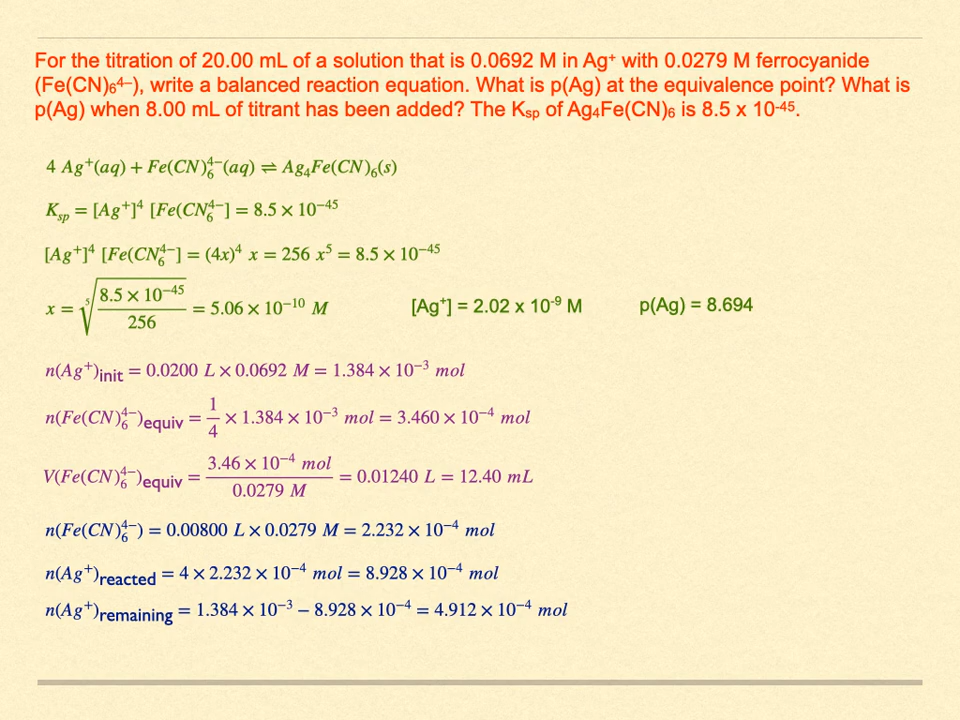 For the titration of 20.00 mL of a solution that is 0.0692 M in Ag⁺ with 0.0279 M ferrocyanide
(Fe(CN)₆⁴⁻), write a balanced reaction equation. What is p(Ag) at the equivalence point? What is
p(Ag) when 8.00 mL of titrant has been added? The Ksp of Ag₄Fe(CN)₆ is 8.5 x 10⁻⁴⁵.
4 Ag⁺(aq) + Fe(CN)₆⁴⁻(aq) ⇌ Ag₄Fe(CN)₆(s)
Ksp = [Ag⁺]⁴ [Fe(CN₆⁴⁻] = 8.5 × 10⁻⁴⁵
[Ag⁺]⁴ [Fe(CN₆⁴⁻] = (4x)⁴ x = 256 x⁵ = 8.5 × 10⁻⁴⁵
x = ⁵√(8.5 × 10⁻⁴⁵ / 256) = 5.06 × 10⁻¹⁰ M [Ag⁺] = 2.02 x 10⁻⁹ M p(Ag) = 8.694
n(Ag⁺)init = 0.0200 L × 0.0692 M = 1.384 × 10⁻³ mol
n(Fe(CN)₆⁴⁻)equiv = 1/4 × 1.384 × 10⁻³ mol = 3.460 × 10⁻⁴ mol
V(Fe(CN)₆⁴⁻)equiv = 3.46 × 10⁻⁴ mol / 0.0279 M = 0.01240 L = 12.40 mL
n(Fe(CN)₆⁴⁻) = 0.00800 L × 0.0279 M = 2.232 × 10⁻⁴ mol
n(Ag⁺)reacted = 4 × 2.232 × 10⁻⁴ mol = 8.928 × 10⁻⁴ mol
n(Ag⁺)remaining = 1.384 × 10⁻³ – 8.928 × 10⁻⁴ = 4.912 × 10⁻⁴ mol